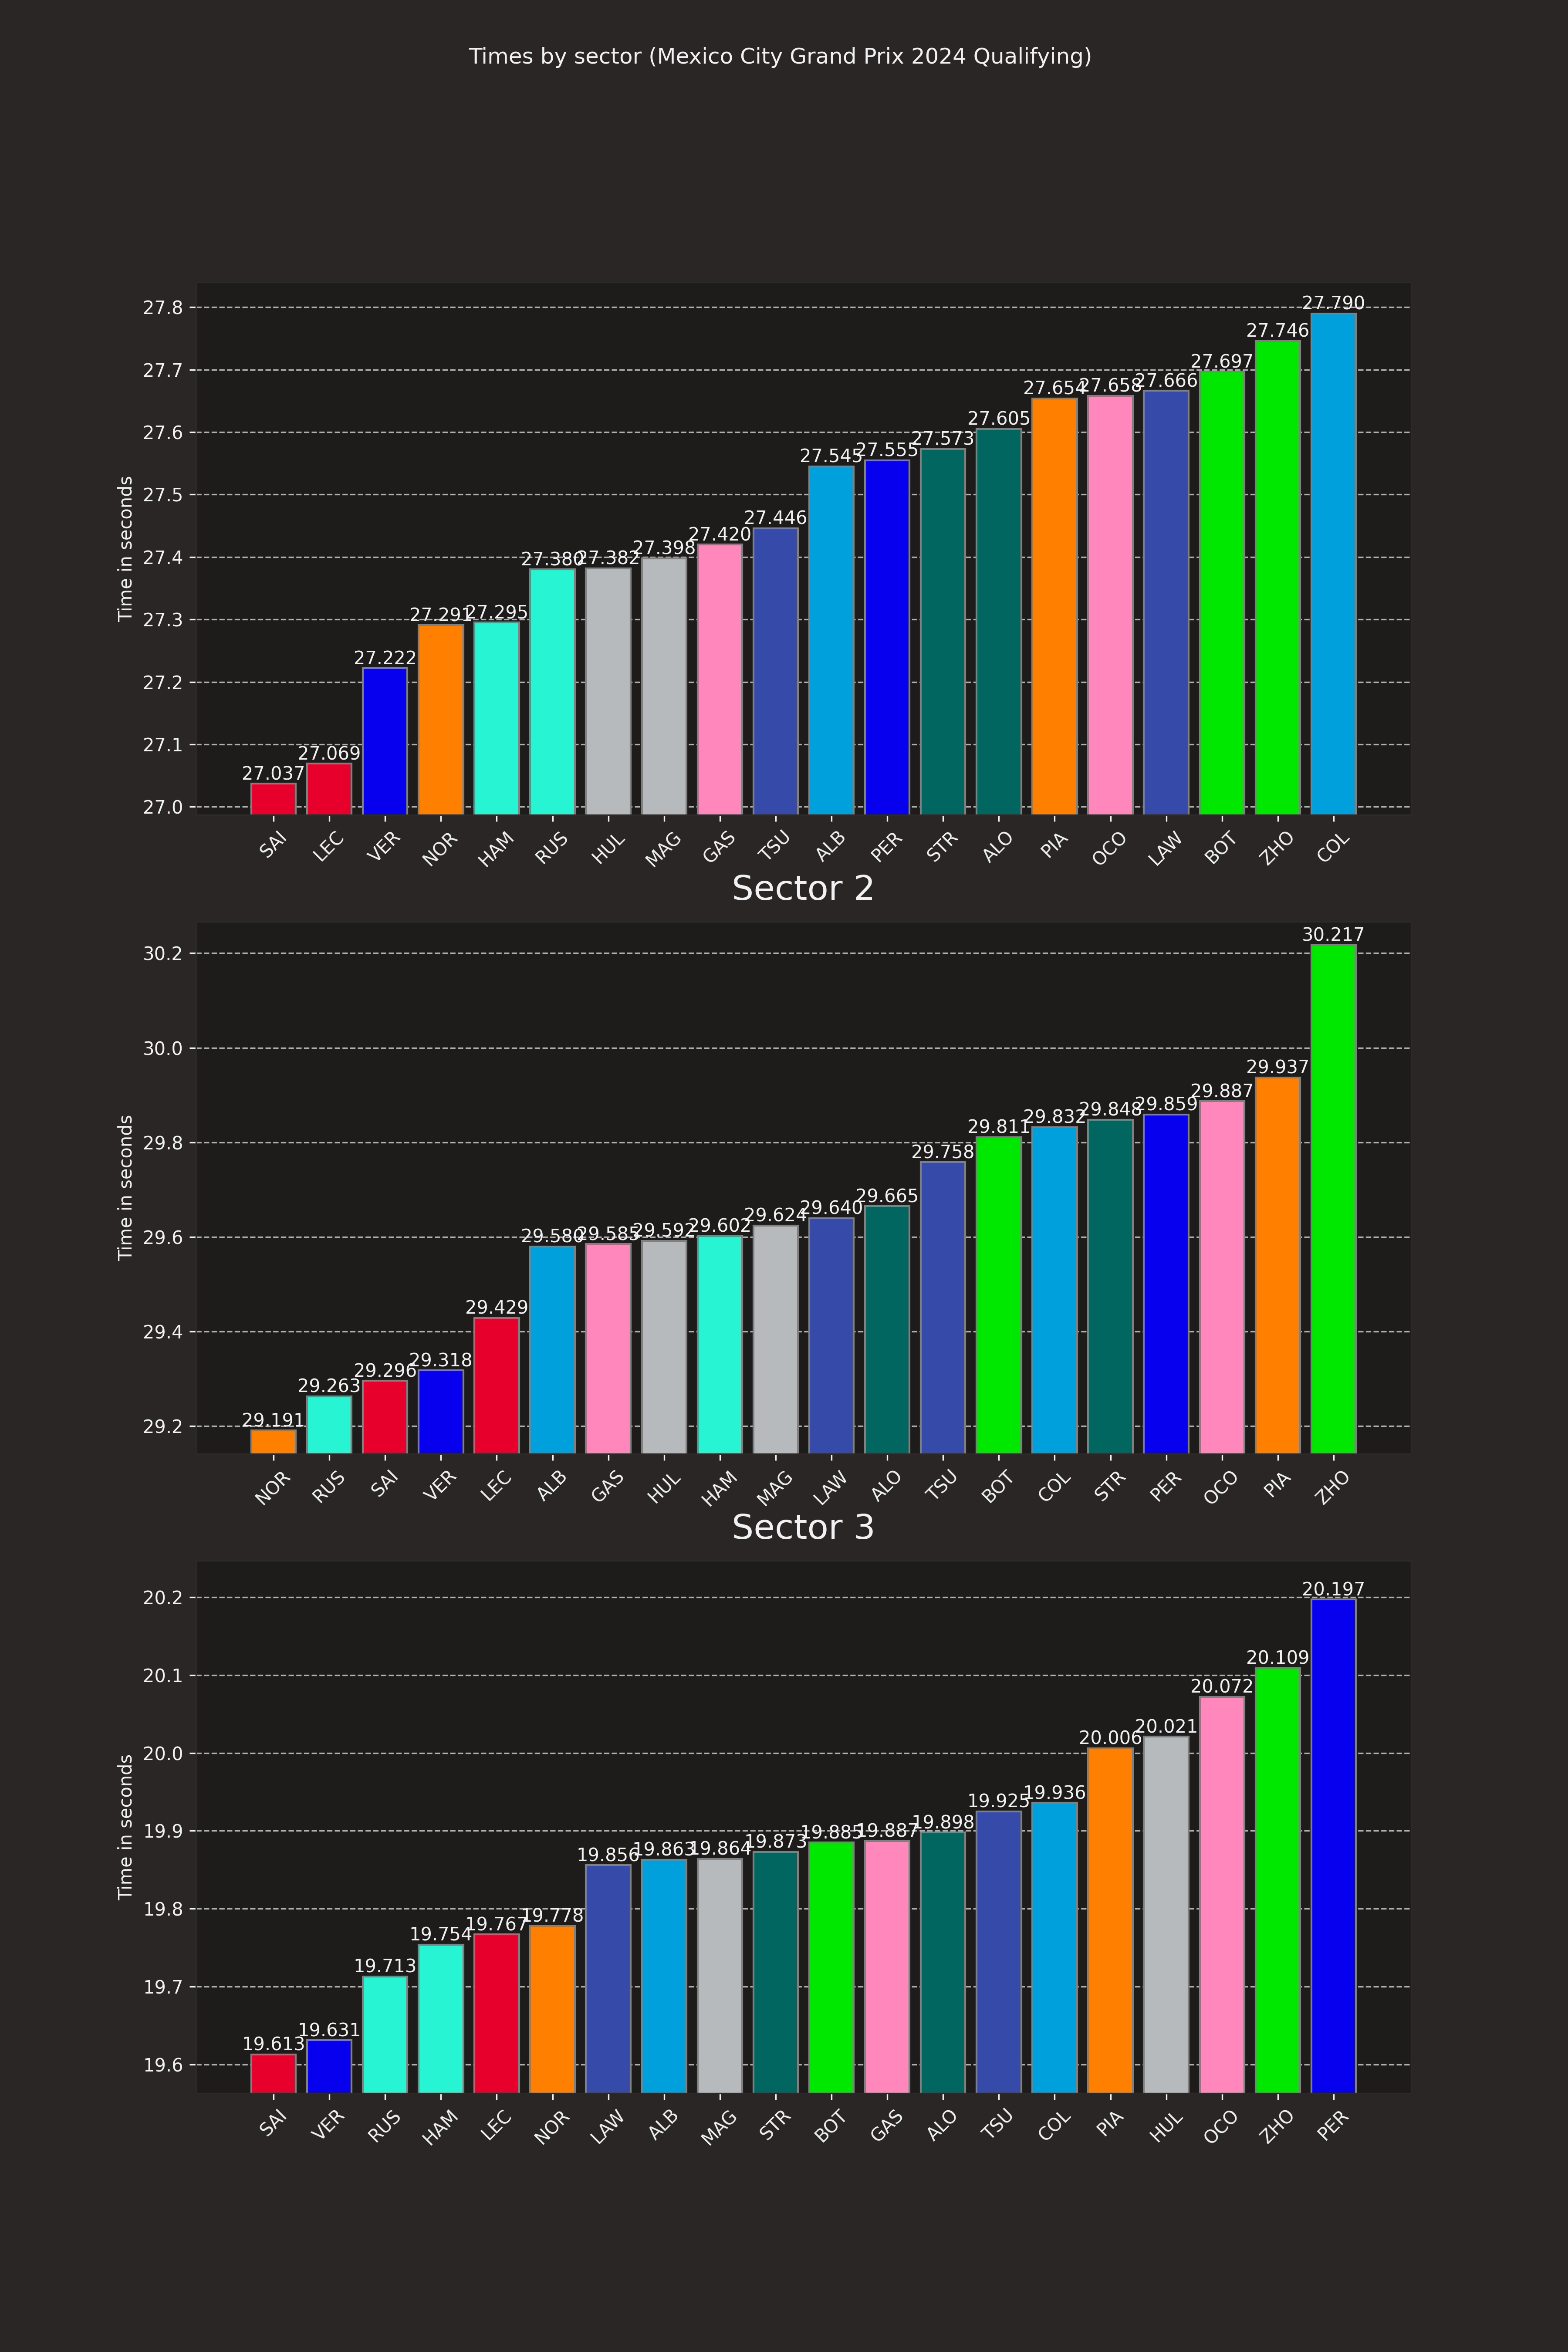 Times by sector (Mexico City Grand Prix 2024 Qualifying)
Time in seconds
27.8
27.7
27.6
27.5
27.4
27.3
27.2
27.1
27.0
27.037 27.069 27.222 27.291 27.295 27.380 27.382 27.398 27.420 27.446 27.545 27.555 27.573 27.605 27.654 27.658 27.666 27.697 27.746 27.790
SAI LEC VER NOR HAM RUS HUL MAG GAS TSU ALB PER STR ALO PIA OCO LAW BOT ZHO COL
Sector 2
Time in seconds
30.2
30.0
29.8
29.6
29.4
29.2
29.191 29.263 29.296 29.318 29.429 29.580 29.585 29.592 29.602 29.624 29.640 29.665 29.758 29.811 29.832 29.848 29.859 29.887 29.937 30.217
NOR RUS SAI VER LEC ALB GAS HUL HAM MAG LAW ALO TSU BOT COL STR PER OCO PIA ZHO
Sector 3
Time in seconds
20.2
20.1
20.0
19.9
19.8
19.7
19.6
19.613 19.631 19.713 19.754 19.767 19.778 19.856 19.863 19.864 19.873 19.885 19.887 19.898 19.925 19.936 20.006 20.021 20.072 20.109 20.197
SAI VER RUS HAM LEC NOR LAW ALB MAG STR BOT GAS ALO TSU COL PIA HUL OCO ZHO PER